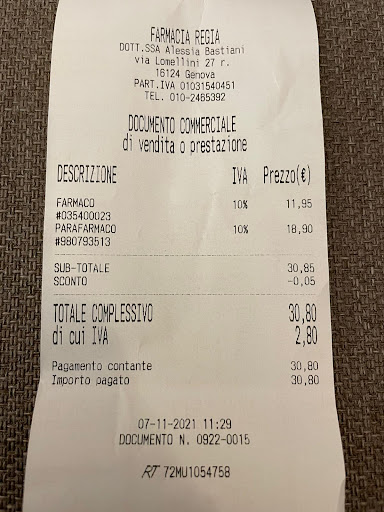 FARMACIA REGIA
DOTT.SSA Alessia Bastiani
via Lomellini 27 r.
16124 Genova
PART.IVA 01031540451
TEL. 010-2465392
DOCUMENTO COMMERCIALE
di vendita o prestazione
DESCRIZIONE IVA Prezzo(€)
FARMACO 10% 11,95
#035400023
PARAFARMACO 10% 18,90
#980793513
SUB-TOTALE 30,85
SCONTO -0,05
TOTALE COMPLESSIVO 30,80
di cui IVA 2,80
Pagamento contante 30,80
Importo pagato 30,80
07-11-2021 11:29
DOCUMENTO N. 0922-0015
RT 72MU1054758